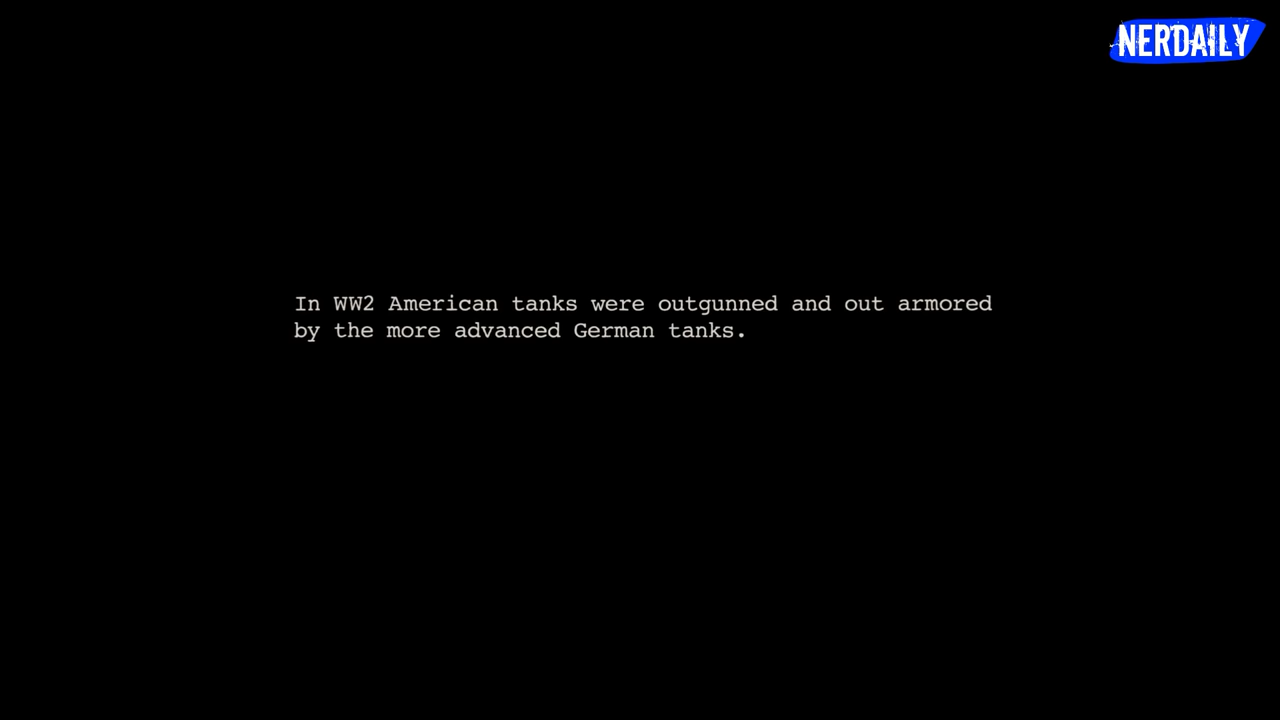 NERDAILY
In WW2 American tanks were outgunned and out armored
by the more advanced German tanks.